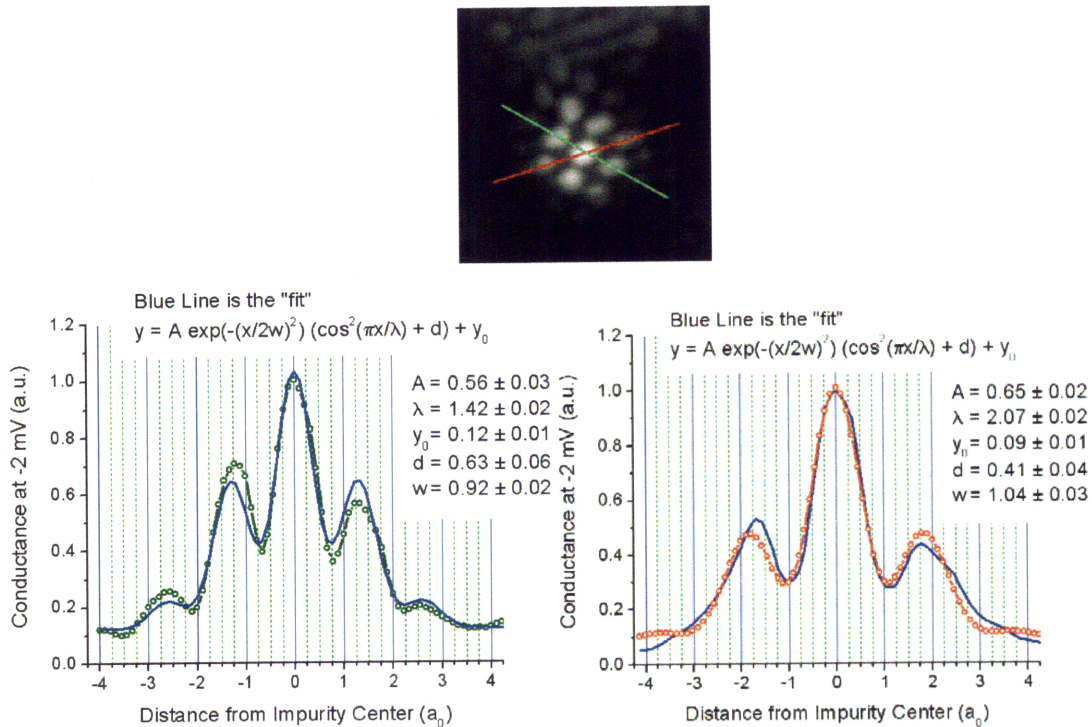 Blue Line is the "fit"
y = A exp(-(x/2w)²) (cos²(πx/λ) + d) + y₀
A = 0.56 ± 0.03
λ = 1.42 ± 0.02
y₀ = 0.12 ± 0.01
d = 0.63 ± 0.06
w = 0.92 ± 0.02
Conductance at -2 mV (a.u.)
1.2
1.0
0.8
0.6
0.4
0.2
0.0
-4 -3 -2 -1 0 1 2 3 4
Distance from Impurity Center (a₀)
Blue Line is the "fit"
y = A exp(-(x/2w)²) (cos²(πx/λ) + d) + y₀
A = 0.65 ± 0.02
λ = 2.07 ± 0.02
y₀ = 0.09 ± 0.01
d = 0.41 ± 0.04
w = 1.04 ± 0.03
Conductance at -2 mV (a.u.)
1.2
1.0
0.8
0.6
0.4
0.2
0.0
-4 -3 -2 -1 0 1 2 3 4
Distance from Impurity Center (a₀)